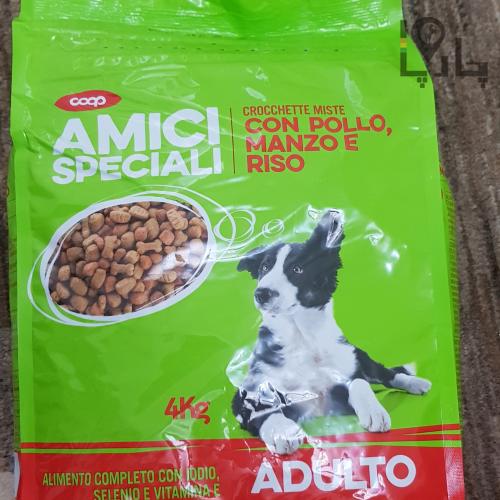 coop
AMICI
SPECIALI
CROCCHETTE MISTE
CON POLLO,
MANZO E
RISO
4Kg
ALIMENTO COMPLETO CON IODIO,
SELENIO E VITAMINA E
ADULTO